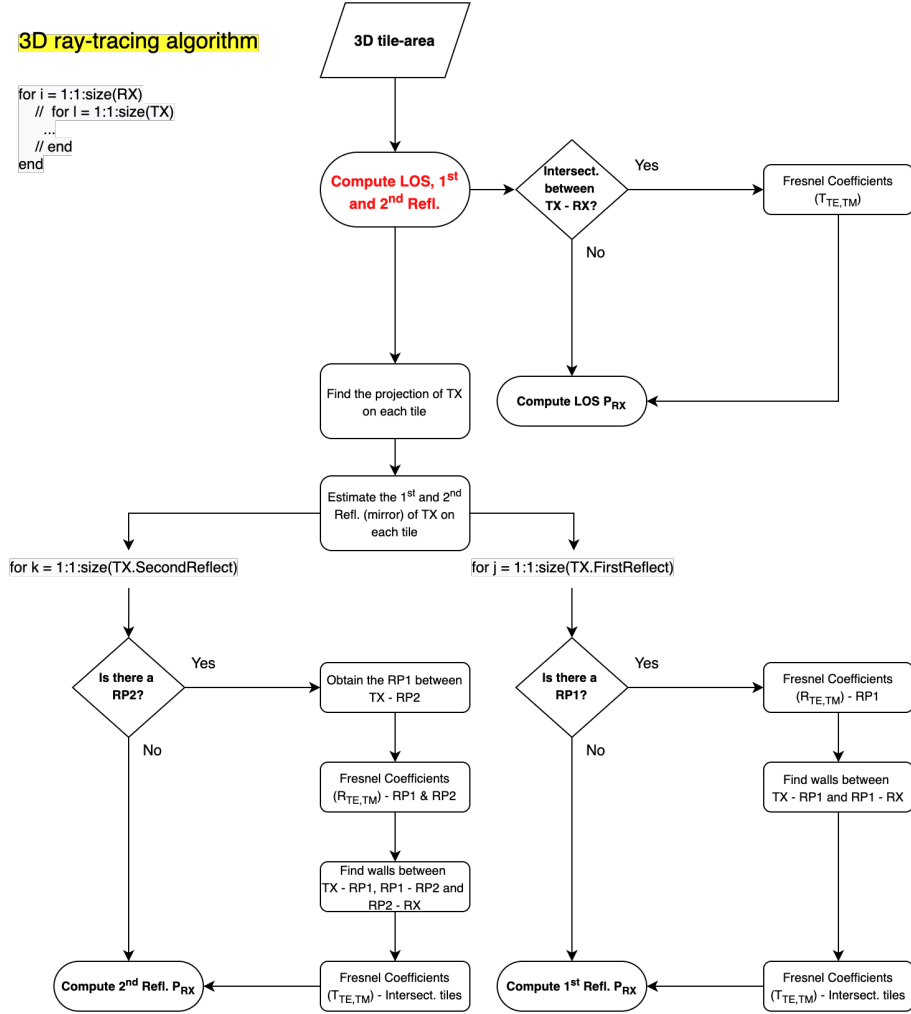 3D ray-tracing algorithm
for i = 1:1:size(RX)
// for l = 1:1:size(TX)
...
// end
end
3D tile-area
Compute LOS, 1st
and 2nd Refl.
Intersect.
between
TX - RX?
Yes
Fresnel Coefficients
(TTE,TM)
No
Compute LOS PRX
Find the projection of TX
on each tile
Estimate the 1st and 2nd
Refl. (mirror) of TX on
each tile
for k = 1:1:size(TX.SecondReflect)
for j = 1:1:size(TX.FirstReflect)
Is there a
RP2?
Yes
No
Obtain the RP1 between
TX - RP2
Fresnel Coefficients
(RTE,TM) - RP1 & RP2
Find walls between
TX - RP1, RP1 - RP2 and
RP2 - RX
Fresnel Coefficients
(TTE,TM) - Intersect. tiles
Compute 2nd Refl. PRX
Is there a
RP1?
Yes
No
Fresnel Coefficients
(RTE,TM) - RP1
Find walls between
TX - RP1 and RP1 - RX
Fresnel Coefficients
(TTE,TM) - Intersect. tiles
Compute 1st Refl. PRX